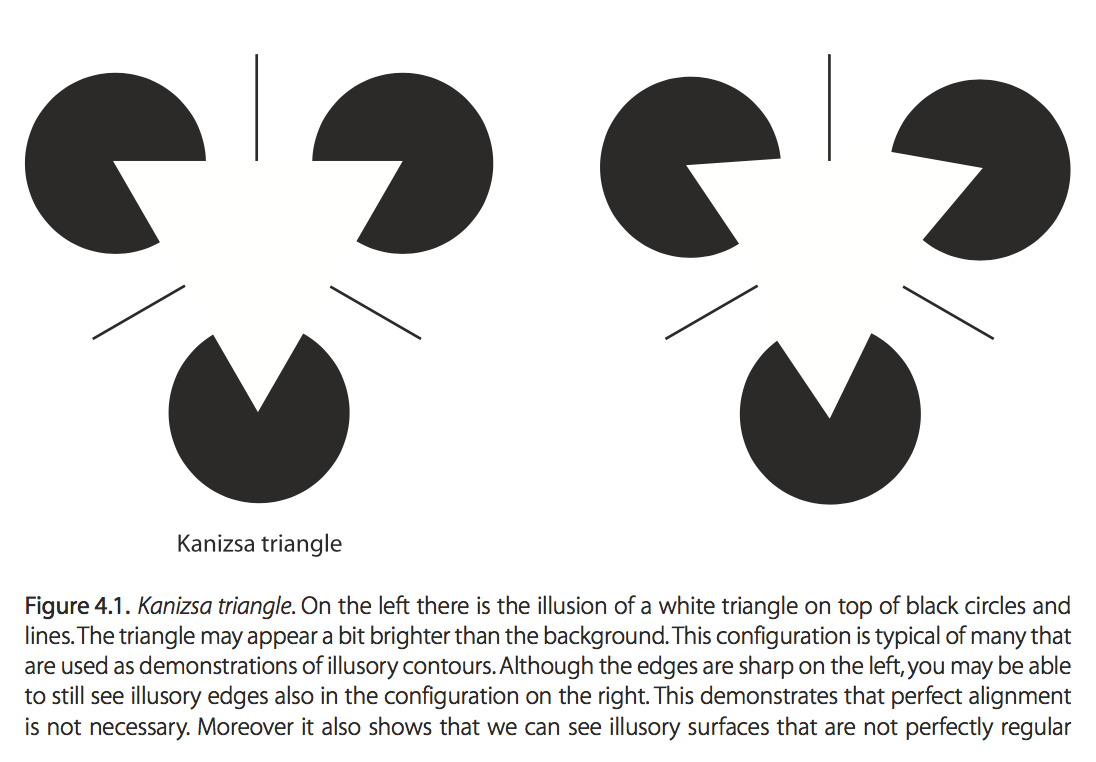 Kanizsa triangle
Figure 4.1. Kanizsa triangle. On the left there is the illusion of a white triangle on top of black circles and
lines. The triangle may appear a bit brighter than the background. This configuration is typical of many that
are used as demonstrations of illusory contours. Although the edges are sharp on the left, you may be able
to still see illusory edges also in the configuration on the right. This demonstrates that perfect alignment
is not necessary. Moreover it also shows that we can see illusory surfaces that are not perfectly regular